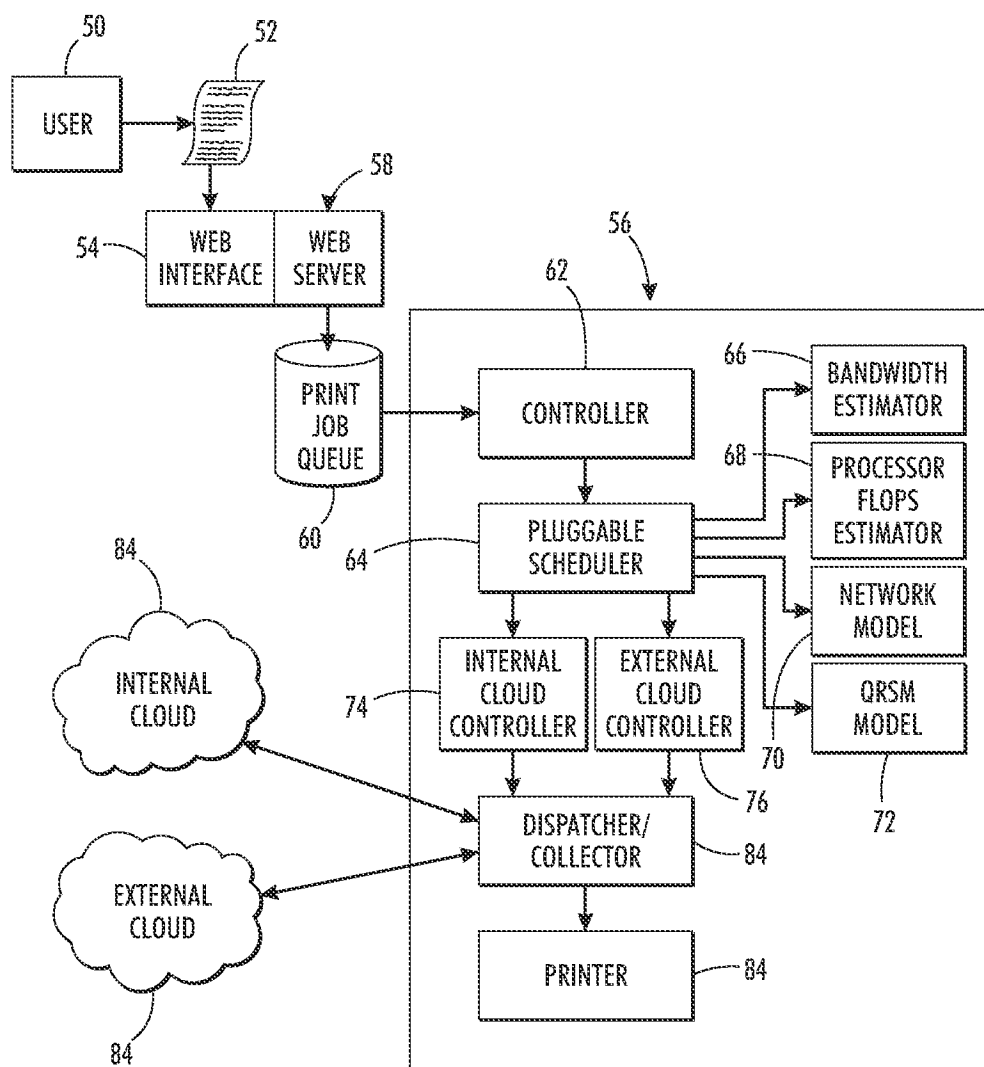 50
52
USER
58
54
WEB
INTERFACE
WEB
SERVER
56
62
PRINT
JOB
QUEUE
60
CONTROLLER
66
BANDWIDTH
ESTIMATOR
68
PROCESSOR
FLOPS
ESTIMATOR
64
PLUGGABLE
SCHEDULER
NETWORK
MODEL
70
84
INTERNAL
CLOUD
74
INTERNAL
CLOUD
CONTROLLER
EXTERNAL
CLOUD
CONTROLLER
76
QRSM
MODEL
72
DISPATCHER/
COLLECTOR
84
EXTERNAL
CLOUD
84
PRINTER
84